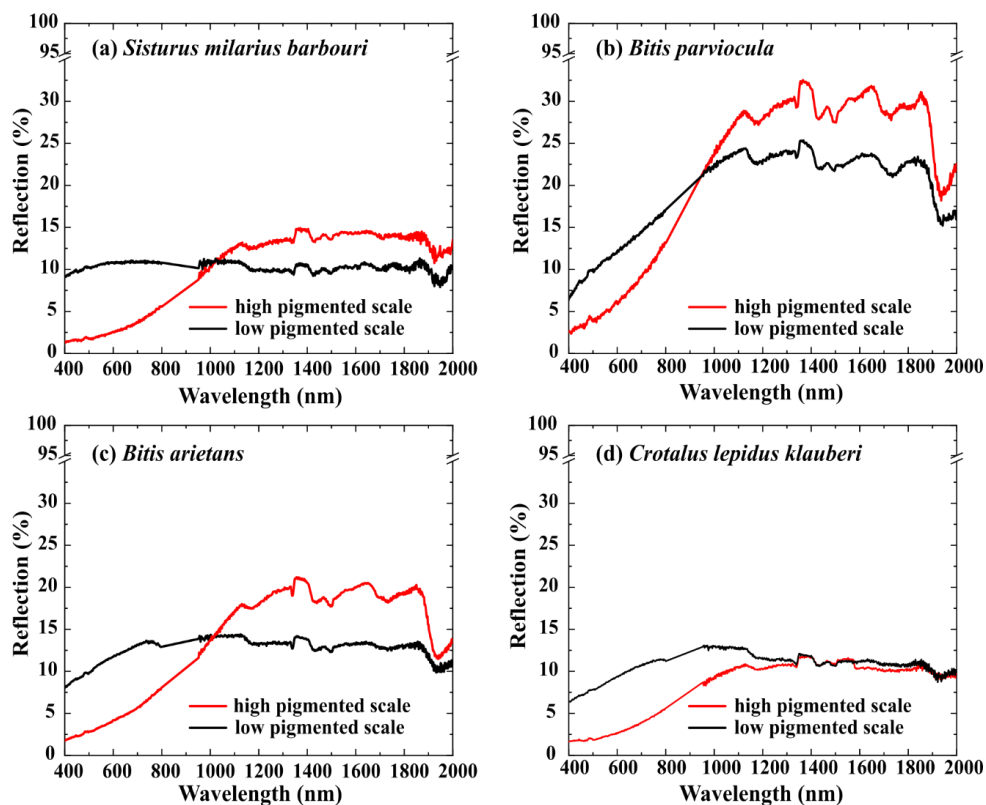 (a) Sisturus milarius barbouri
100
95
30
25
20
15
10
5
0
Reflection (%)
high pigmented scale
low pigmented scale
400 600 800 1000 1200 1400 1600 1800 2000
Wavelength (nm)
(b) Bitis parviocula
100
95
30
25
20
15
10
5
0
Reflection (%)
high pigmented scale
low pigmented scale
400 600 800 1000 1200 1400 1600 1800 2000
Wavelength (nm)
(c) Bitis arietans
100
95
30
25
20
15
10
5
0
Reflection (%)
high pigmented scale
low pigmented scale
400 600 800 1000 1200 1400 1600 1800 2000
Wavelength (nm)
(d) Crotalus lepidus klauberi
100
95
30
25
20
15
10
5
0
Reflection (%)
high pigmented scale
low pigmented scale
400 600 800 1000 1200 1400 1600 1800 2000
Wavelength (nm)